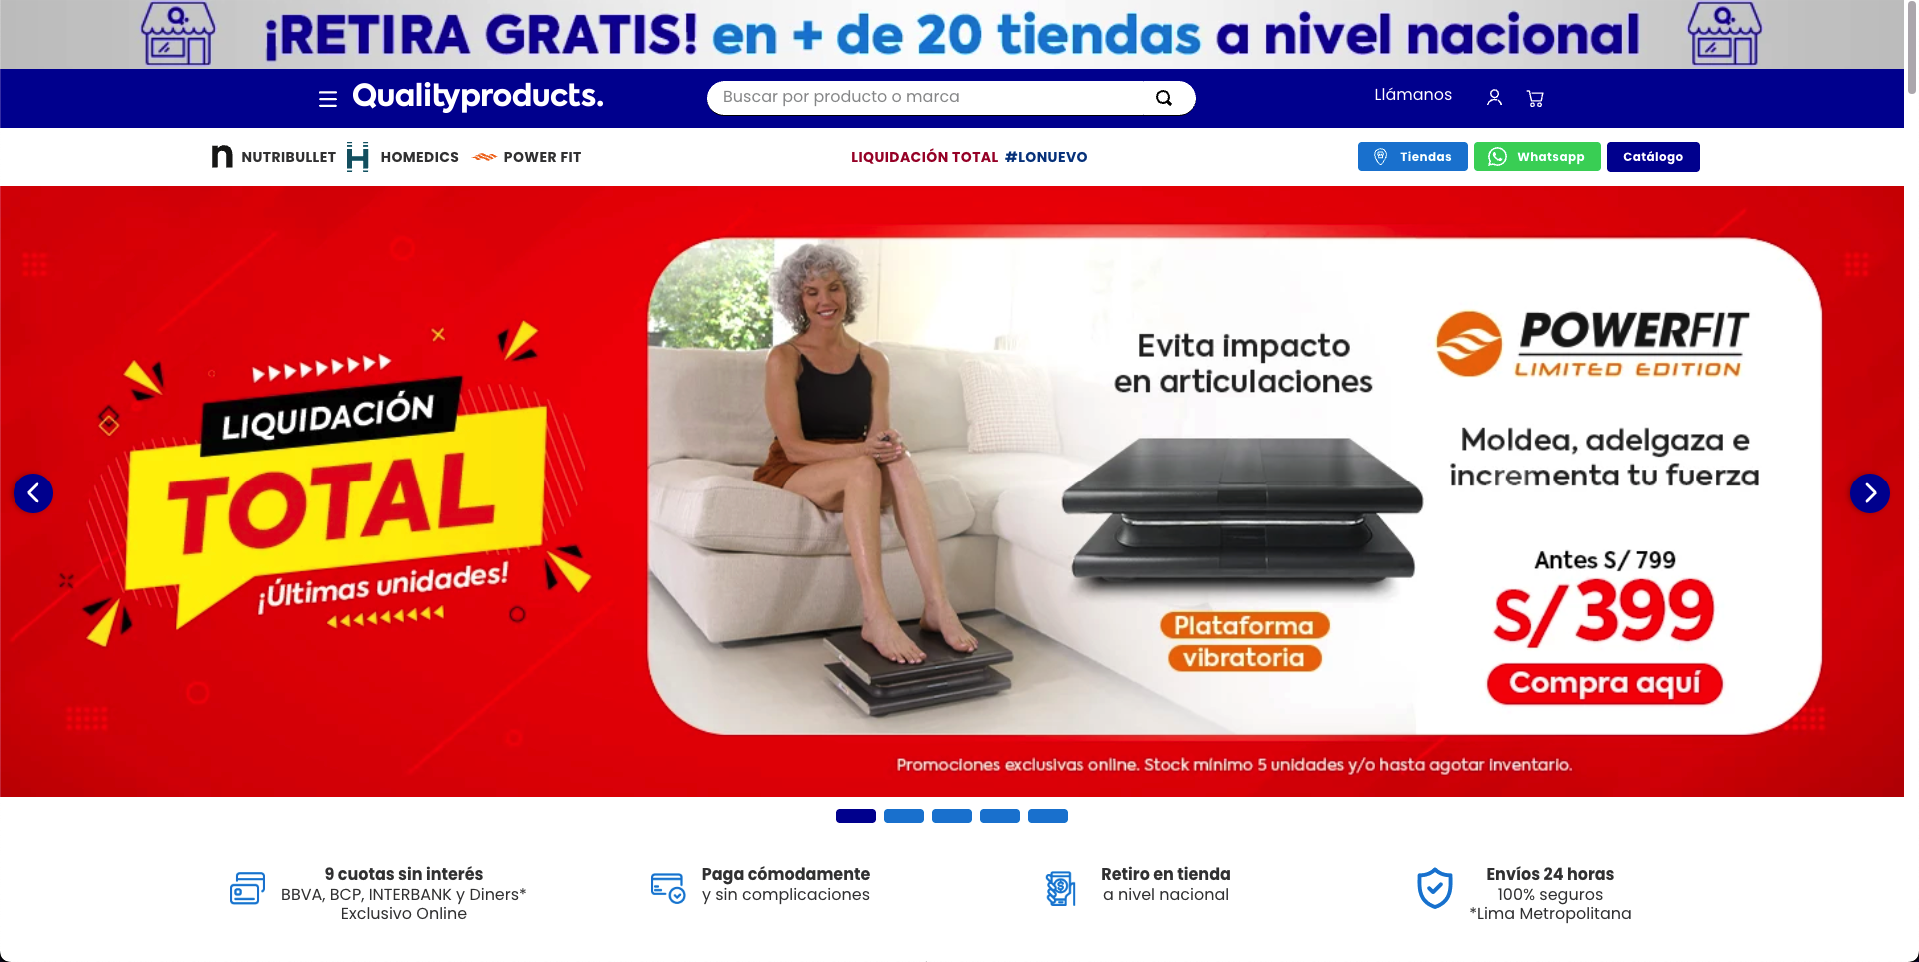 ¡RETIRA GRATIS! en + de 20 tiendas a nivel nacional
Qualityproducts.
Buscar por producto o marca
Llámanos
NUTRIBULLET
HOMEDICS
POWER FIT
LIQUIDACIÓN TOTAL
#LONUEVO
Tiendas
Whatsapp
Catálogo
LIQUIDACIÓN
TOTAL
¡Últimas unidades!
Evita impacto
en articulaciones
Plataforma
vibratoria
POWERFIT
LIMITED EDITION
Moldea, adelgaza e
incrementa tu fuerza
Antes S/ 799
S/399
Compra aquí
Promociones exclusivas online. Stock mínimo 5 unidades y/o hasta agotar inventario.
9 cuotas sin interés
BBVA, BCP, INTERBANK y Diners*
Exclusivo Online
Paga cómodamente
y sin complicaciones
Retiro en tienda
a nivel nacional
Envíos 24 horas
100% seguros
*Lima Metropolitana